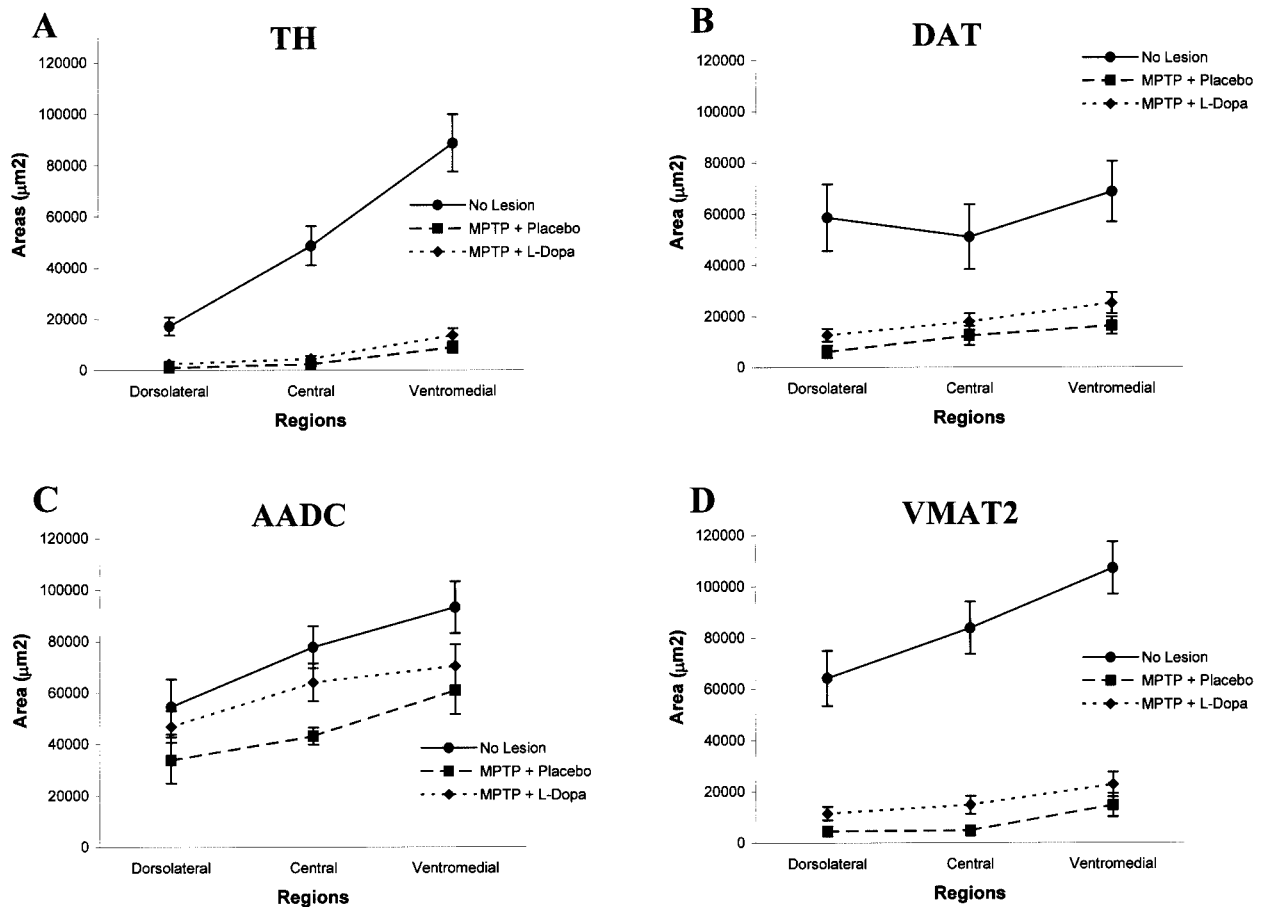 A
TH
120000
100000
80000
60000
40000
20000
0
Areas (µm2)
No Lesion
MPTP + Placebo
MPTP + L-Dopa
Dorsolateral
Central
Ventromedial
Regions
B
DAT
120000
100000
80000
60000
40000
20000
0
Area (µm2)
No Lesion
MPTP + Placebo
MPTP + L-Dopa
Dorsolateral
Central
Ventromedial
Regions
C
AADC
120000
100000
80000
60000
40000
20000
0
Area (µm2)
No Lesion
MPTP + Placebo
MPTP + L-Dopa
Dorsolateral
Central
Ventromedial
Regions
D
VMAT2
120000
100000
80000
60000
40000
20000
0
Area (µm2)
No Lesion
MPTP + Placebo
MPTP + L-Dopa
Dorsolateral
Central
Ventromedial
Regions